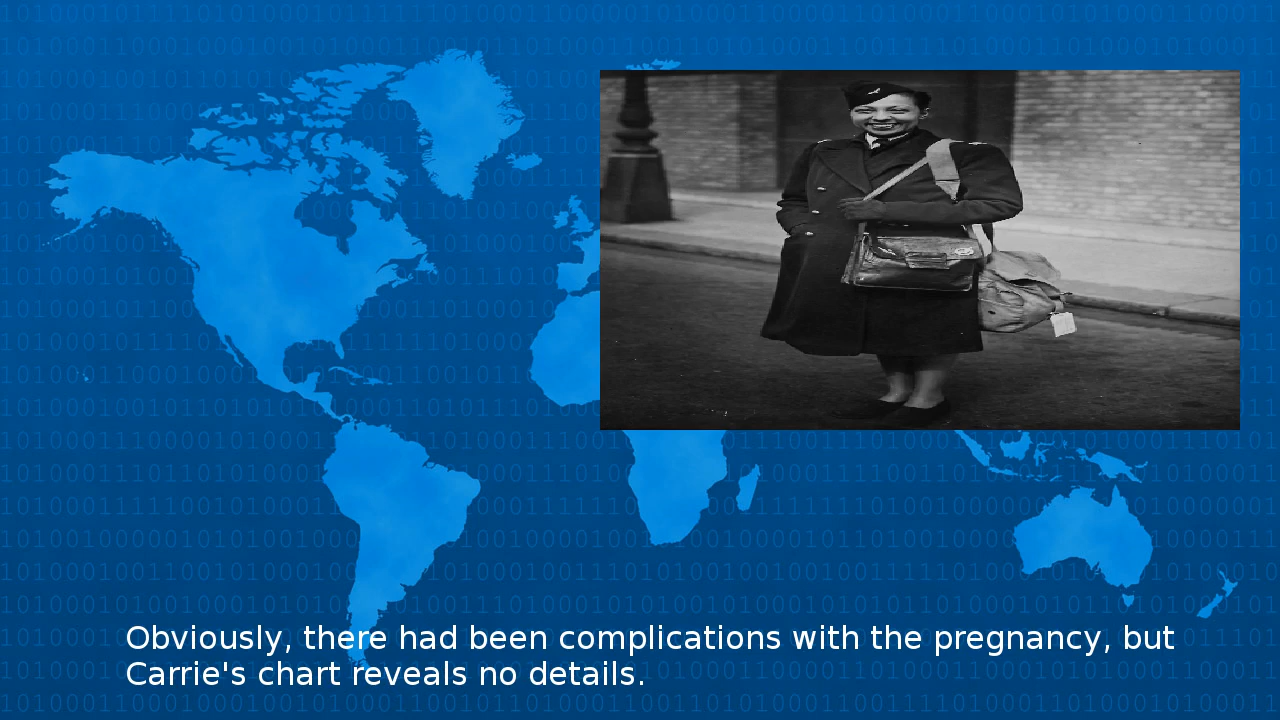 Obviously, there had been complications with the pregnancy, but
Carrie's chart reveals no details.